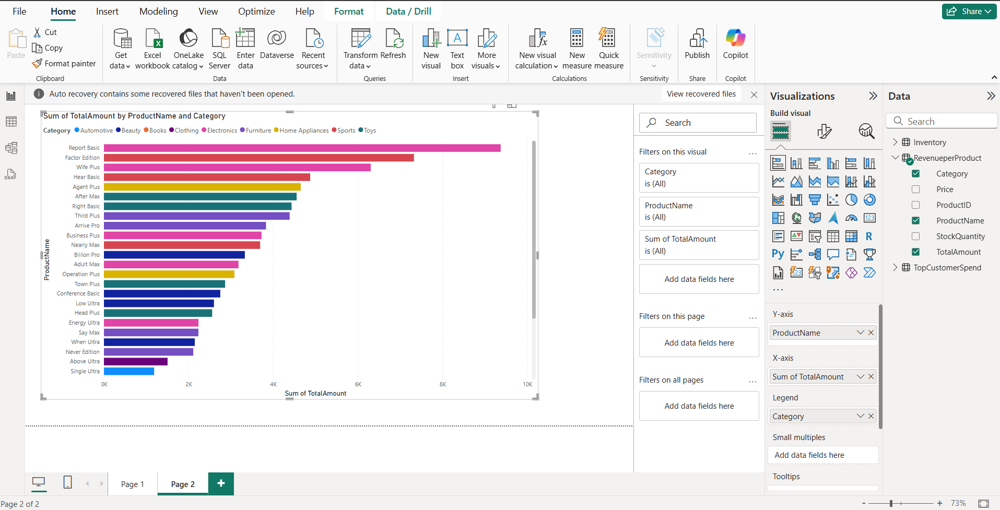 File Home Insert Modeling View Optimize Help Format Data / Drill Share
Paste
Cut
Copy
Format painter
Clipboard
Get data
Excel workbook
OneLake catalog
SQL Server
Enter data
Dataverse
Recent sources
Data
Transform data
Refresh
Queries
New visual
A
Text box
More visuals
Insert
New visual calculation
New measure
Quick measure
Calculations
Sensitivity
Sensitivity
Publish
Share
Copilot
Copilot
Auto recovery contains some recovered files that haven't been opened.
View recovered files
DAX
Sum of TotalAmount by ProductName and Category
Category Automotive Beauty Books Clothing Electronics Furniture Home Appliances Sports Toys
ProductName
Report Basic
Factor Edition
Wife Plus
Hear Basic
Agent Plus
After Max
Right Basic
Third Plus
Arrive Pro
Business Plus
Nearly Max
Billion Pro
Adult Max
Operation Plus
Town Plus
Conference Basic
Low Ultra
Head Plus
Energy Ultra
Say Max
When Ultra
Never Edition
Above Ultra
Single Ultra
0K 2K 4K 6K 8K 10K
Sum of TotalAmount
Search
Filters on this visual ...
Category
is (All)
ProductName
is (All)
Sum of TotalAmount
is (All)
Add data fields here
Filters on this page ...
Add data fields here
Filters on all pages ...
Add data fields here
Visualizations
Build visual
123
R
Py
123
...
Y-axis
ProductName
X-axis
Sum of TotalAmount
Legend
Category
Small multiples
Add data fields here
Tooltips
Data
Search
Inventory
RevenueperProduct
Category
Price
ProductID
ProductName
StockQuantity
TotalAmount
TopCustomerSpend
Page 1
Page 2
+
Page 2 of 2
- + 73%